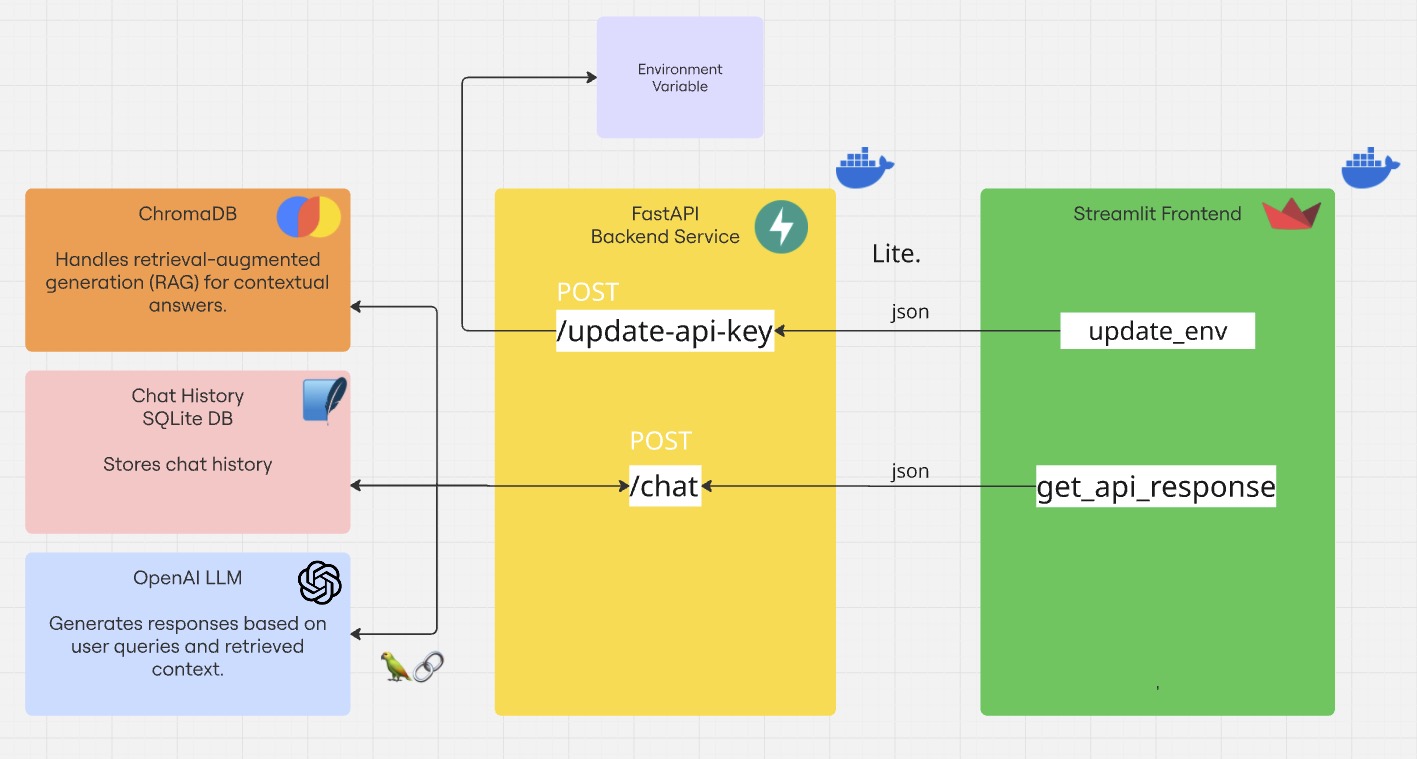 Environment
Variable
ChromaDB
Handles retrieval-augmented
generation (RAG) for contextual
answers.
Chat History
SQLite DB
Stores chat history
OpenAI LLM
Generates responses based on
user queries and retrieved
context.
FastAPI
Backend Service
POST
/update-api-key
POST
/chat
Lite.
json
json
Streamlit Frontend
update_env
get_api_response
'